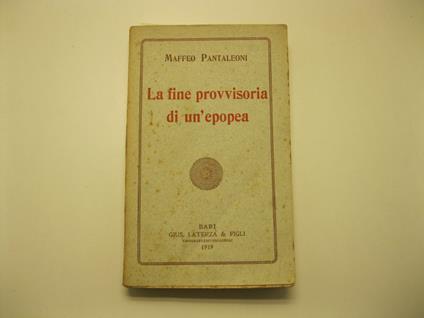 MAFFEO PANTALEONI
La fine provvisoria
di un'epopea
BARI
GIUS. LATERZA & FIGLI
1919